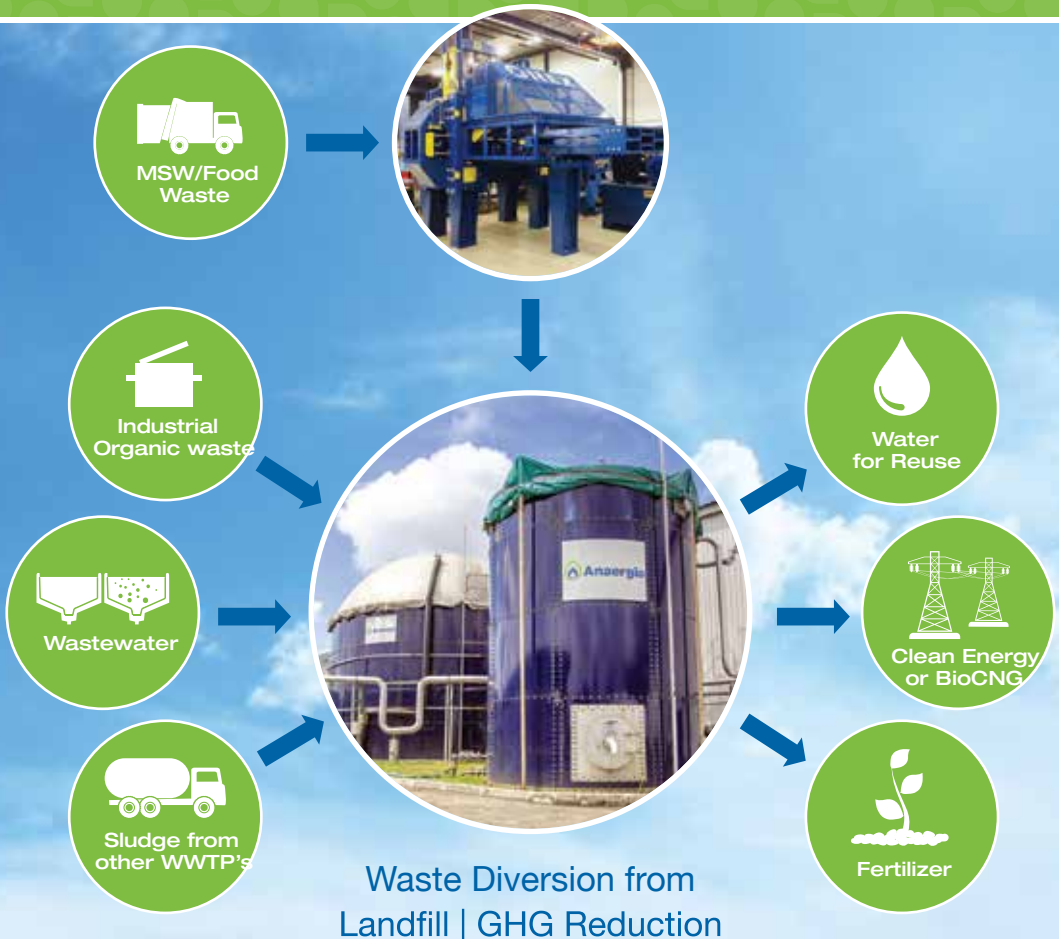 MSW/Food
Waste
Industrial
Organic waste
Wastewater
Sludge from
other WWTP's
Anaergia
Water
for Reuse
Clean Energy
or BioCNG
Fertilizer
Waste Diversion from
Landfill | GHG Reduction